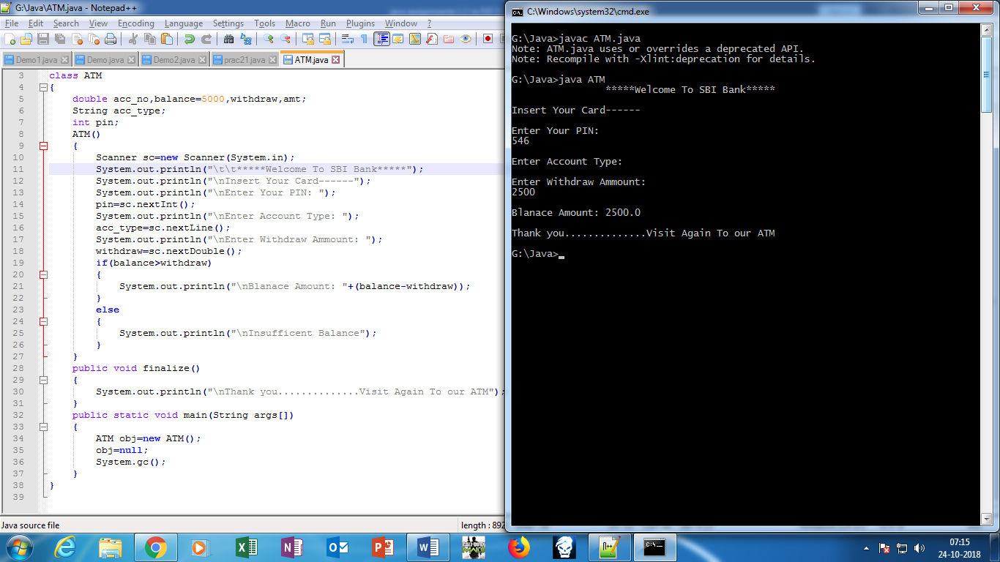 G:\Java\ATM.java - Notepad++
File Edit Search View Encoding Language Settings Tools Macro Run Plugins Window ?
Demo1.java Demo.java Demo2.java prac21.java ATM.java
3 class ATM
4 {
5 double acc_no,balance=5000,withdraw,amt;
6 String acc_type;
7 int pin;
8 ATM()
9 {
10 Scanner sc=new Scanner(System.in);
11 System.out.println("\t\t*****Welcome To SBI Bank*****");
12 System.out.println("\nInsert Your Card------");
13 System.out.println("\nEnter Your PIN: ");
14 pin=sc.nextInt();
15 System.out.println("\nEnter Account Type: ");
16 acc_type=sc.nextLine();
17 System.out.println("\nEnter Withdraw Ammount: ");
18 withdraw=sc.nextDouble();
19 if(balance>withdraw)
20 {
21 System.out.println("\nBlanace Amount: "+(balance-withdraw));
22 }
23 else
24 {
25 System.out.println("\nInsufficent Balance");
26 }
27 }
28 public void finalize()
29 {
30 System.out.println("\nThank you..............Visit Again To our ATM");
31 }
32 public static void main(String args[])
33 {
34 ATM obj=new ATM();
35 obj=null;
36 System.gc();
37 }
38 }
39
Java source file length : 892
C:\Windows\system32\cmd.exe
G:\Java>javac ATM.java
Note: ATM.java uses or overrides a deprecated API.
Note: Recompile with -Xlint:deprecation for details.
G:\Java>java ATM
*****Welcome To SBI Bank*****
Insert Your Card------
Enter Your PIN:
546
Enter Account Type:
Enter Withdraw Ammount:
2500
Blanace Amount: 2500.0
Thank you..............Visit Again To our ATM
G:\Java>
07:15
24-10-2018